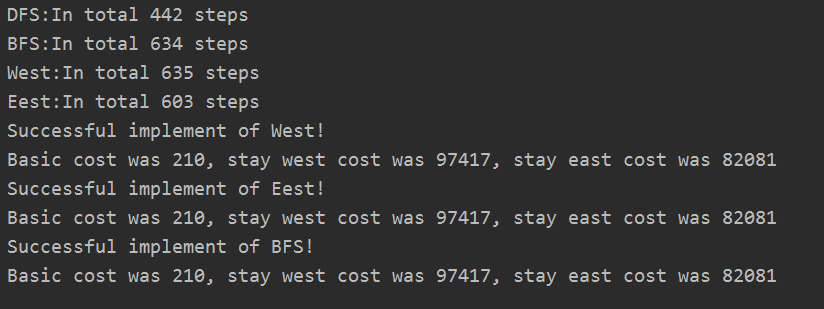 DFS:In total 442 steps
BFS:In total 634 steps
West:In total 635 steps
Eest:In total 603 steps
Successful implement of West!
Basic cost was 210, stay west cost was 97417, stay east cost was 82081
Successful implement of Eest!
Basic cost was 210, stay west cost was 97417, stay east cost was 82081
Successful implement of BFS!
Basic cost was 210, stay west cost was 97417, stay east cost was 82081